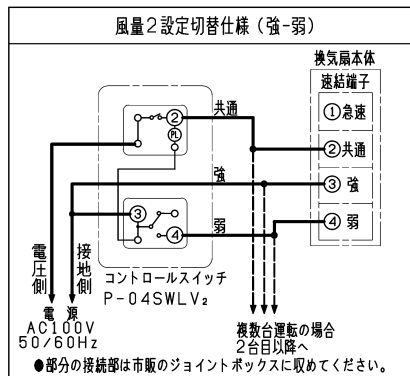 風量2設定切替仕様(強-弱)
換気扇本体
速結端子
①急速
②共通
③ 強
④ 弱
共通
強
弱
②
PL
③
④
コントロールスイッチ
P-04SWLV₂
電圧側
接地側
電 源
AC100V
50/60Hz
複数台運転の場合
2台目以降へ
●部分の接続部は市販のジョイントボックスに収めてください。